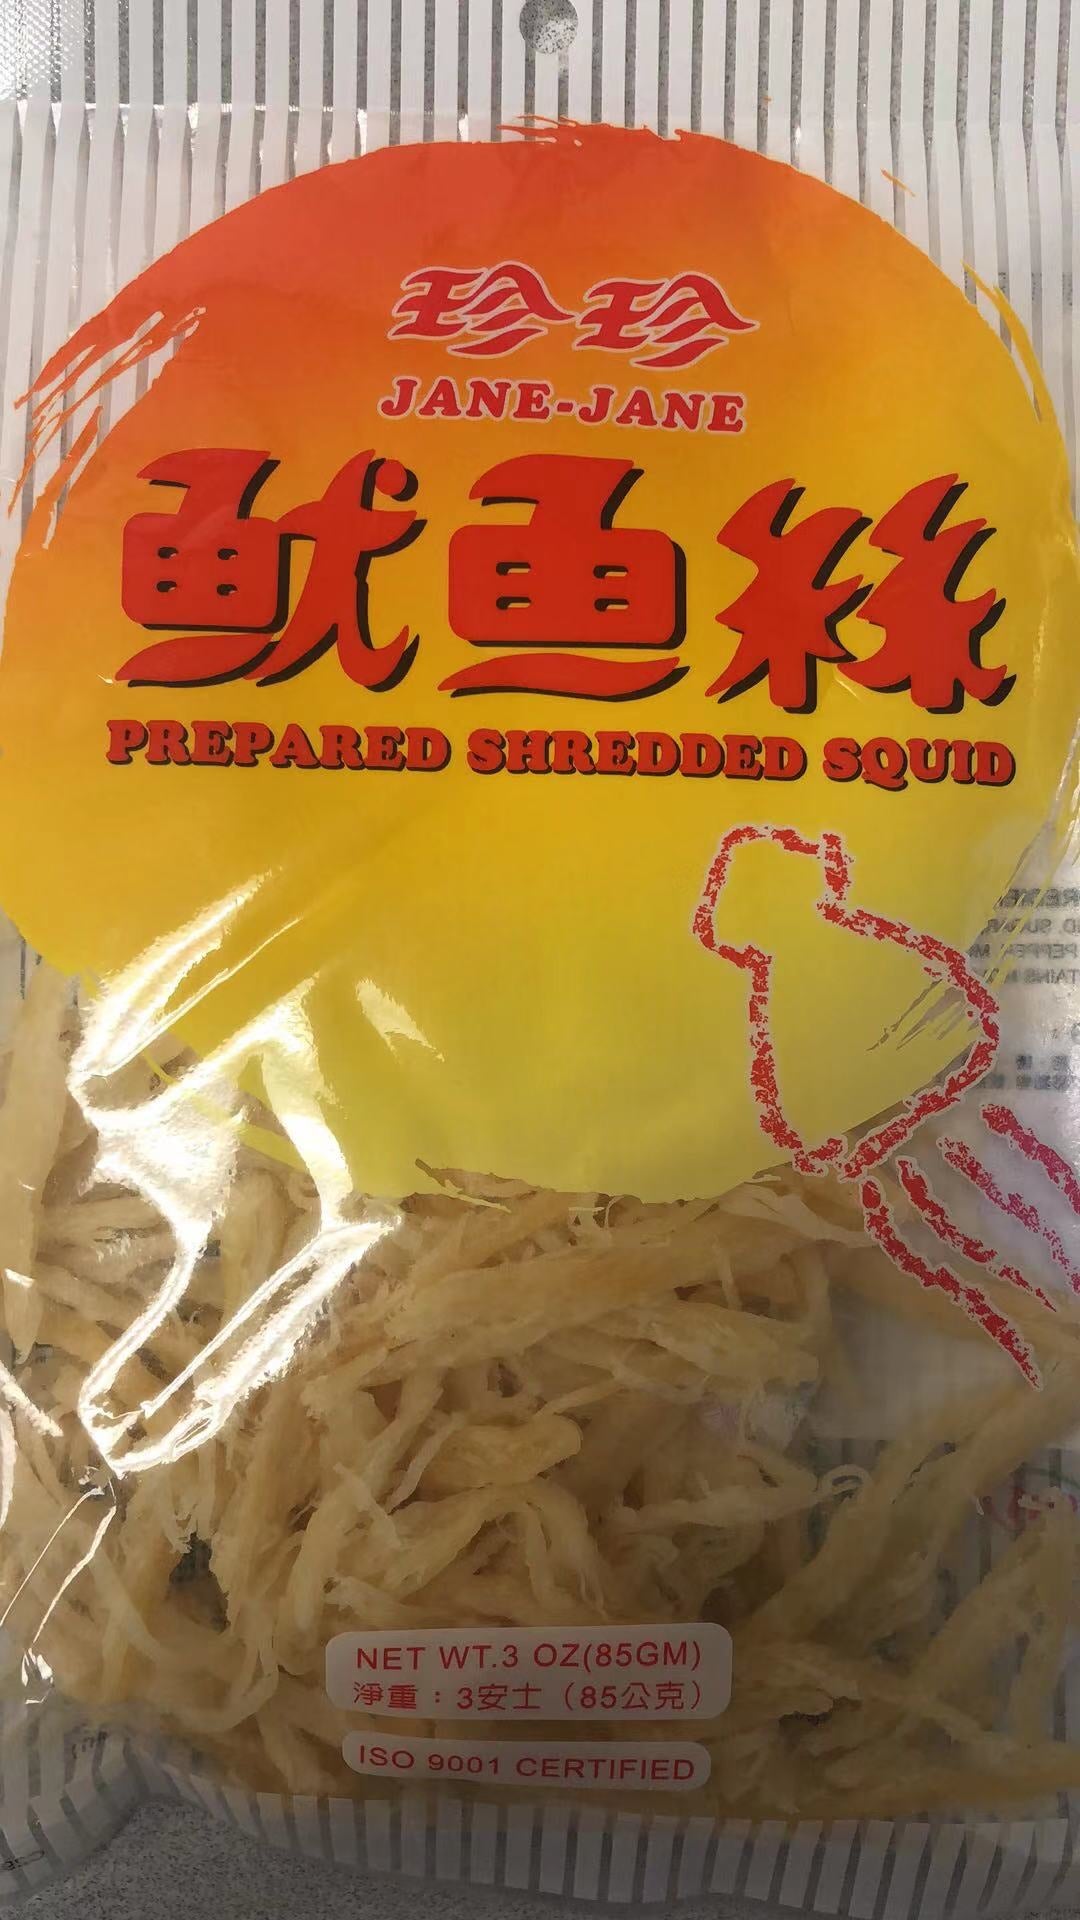 珍珍
JANE-JANE
魷魚絲
PREPARED SHREDDED SQUID
NET WT.3 OZ(85GM)
淨重：3安士（85公克）
ISO 9001 CERTIFIED